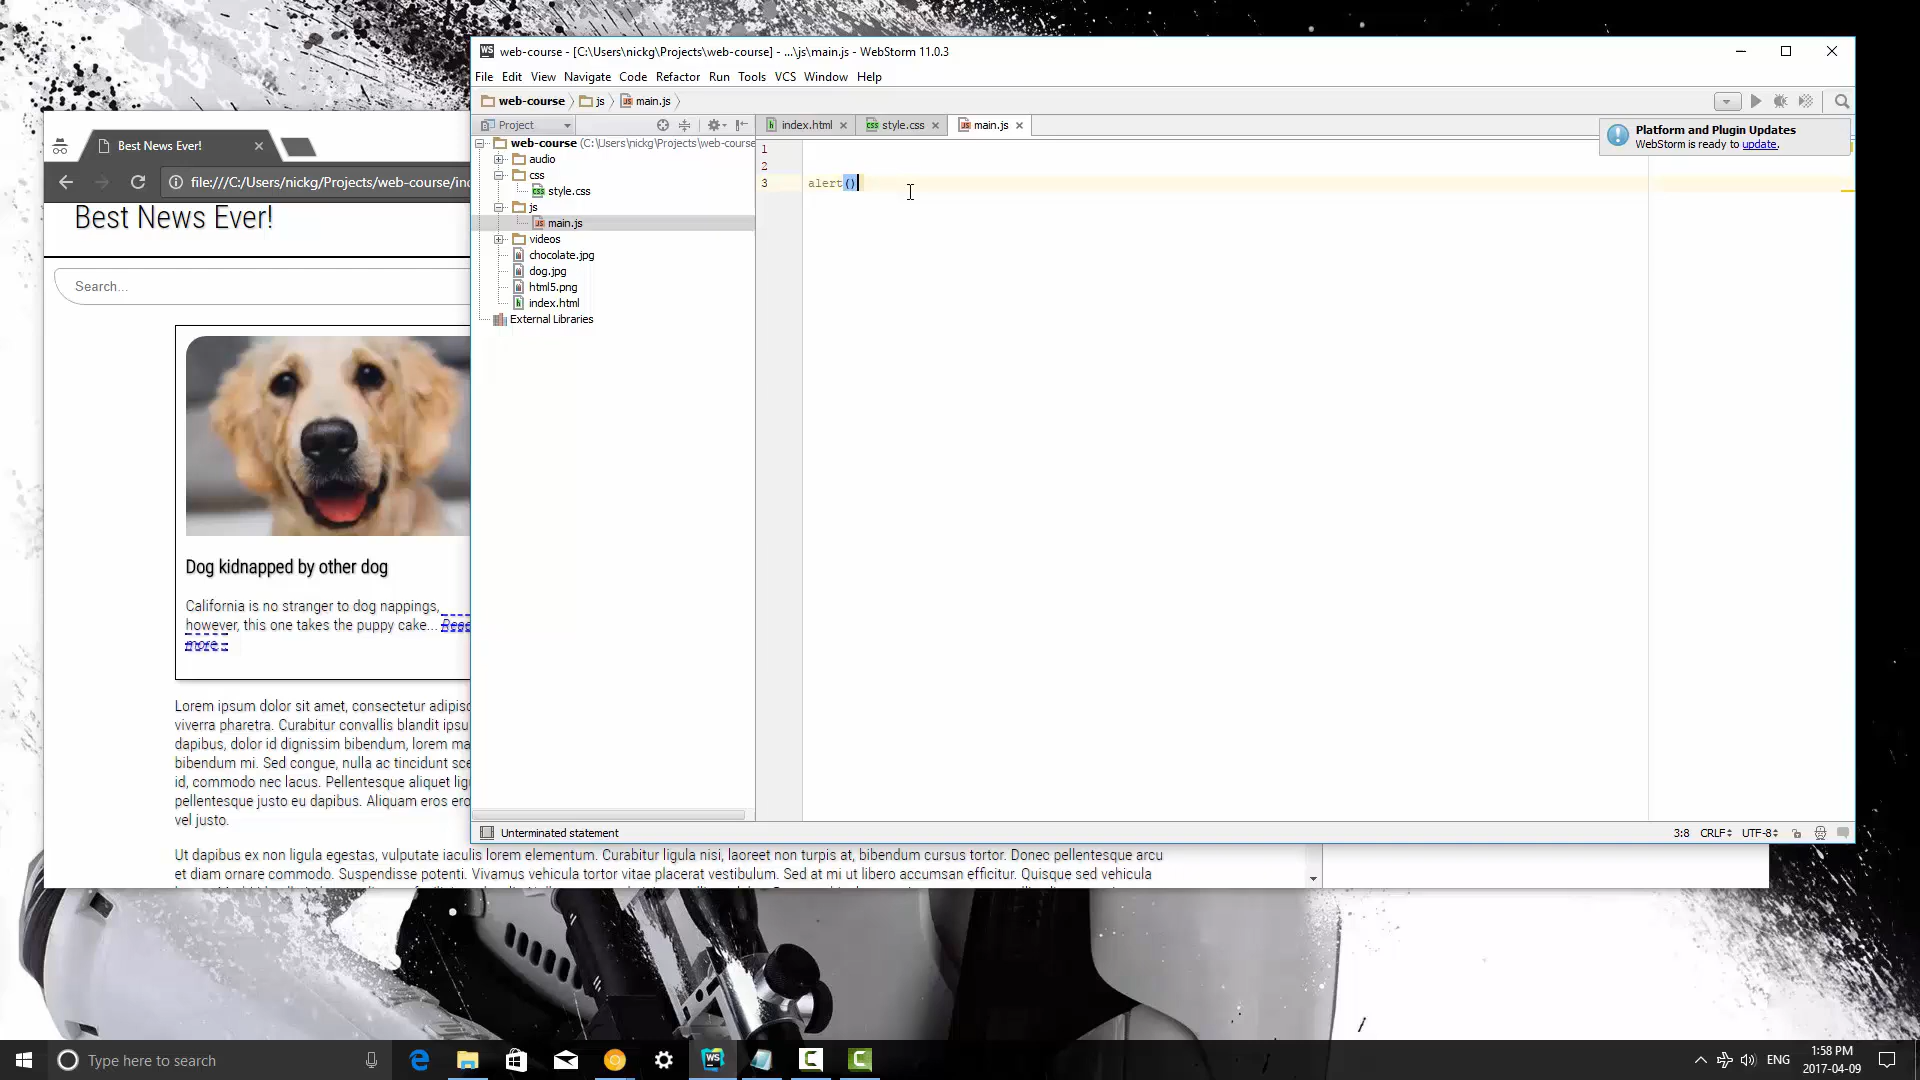 web-course - [C:\Users\nickg\Projects\web-course] - ...\js\main.js - WebStorm 11.0.3
File Edit View Navigate Code Refactor Run Tools VCS Window Help
web-course js main.js
Project
index.html
style.css
main.js
Platform and Plugin Updates
WebStorm is ready to update.
web-course (C:\Users\nickg\Projects\web-course
audio
css
style.css
js
main.js
videos
chocolate.jpg
dog.jpg
html5.png
index.html
External Libraries
1
2
3 alert()
Unterminated statement
3:8 CRLF UTF-8
Best News Ever!
file:///C:/Users/nickg/Projects/web-course/in
Best News Ever!
Search...
Dog kidnapped by other dog
California is no stranger to dog nappings,
however, this one takes the puppy cake... Read
more...
Lorem ipsum dolor sit amet, consectetur adipisc
viverra pharetra. Curabitur convallis blandit ipsu
dapibus, dolor id dignissim bibendum, lorem ma
bibendum mi. Sed congue, nulla ac tincidunt sce
id, commodo nec lacus. Pellentesque aliquet lig
pellentesque justo eu dapibus. Aliquam eros ero
vel justo.
Ut dapibus ex non ligula egestas, vulputate iaculis lorem elementum. Curabitur ligula nisi, laoreet non turpis at, bibendum cursus tortor. Donec pellentesque arcu
et diam ornare commodo. Suspendisse potenti. Vivamus vehicula tortor vitae placerat vestibulum. Sed at mi ut libero accumsan efficitur. Quisque sed vehicula
Type here to search
ENG
1:58 PM
2017-04-09